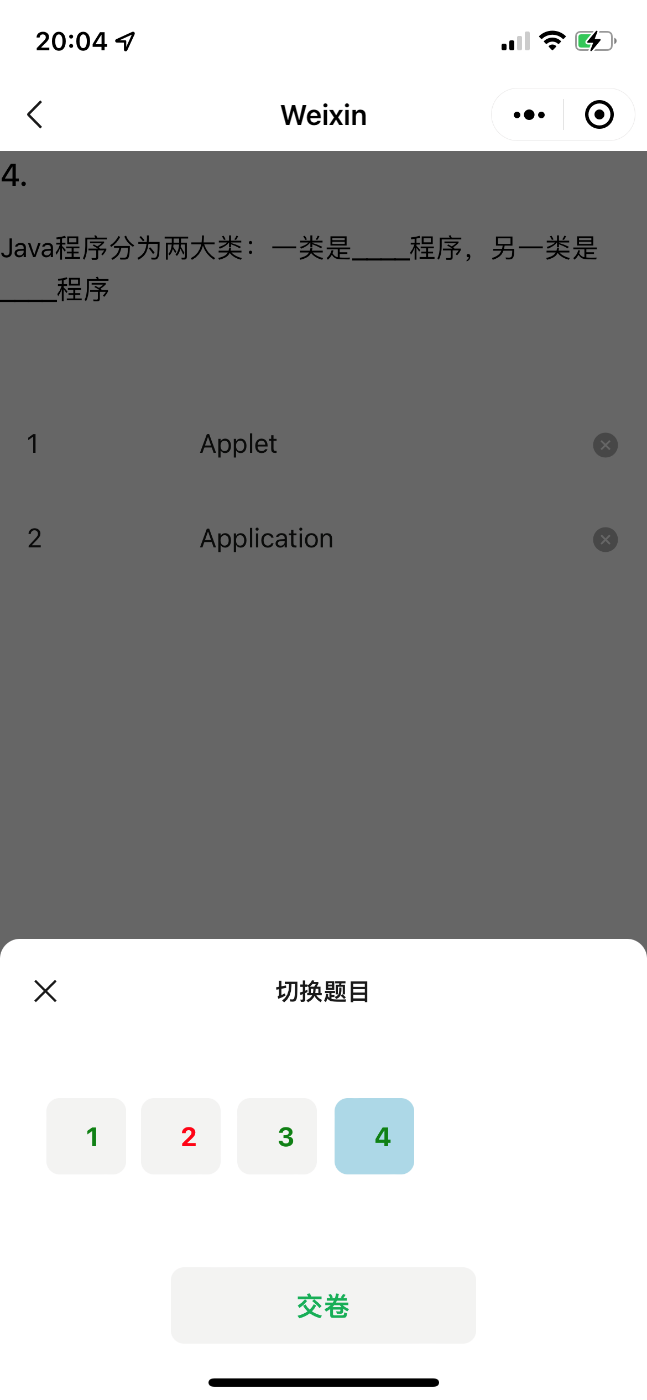 20:04
Weixin
4.
Java程序分为两大类：一类是____程序，另一类是
____程序
1 Applet
2 Application
切换题目
1 2 3 4
交卷